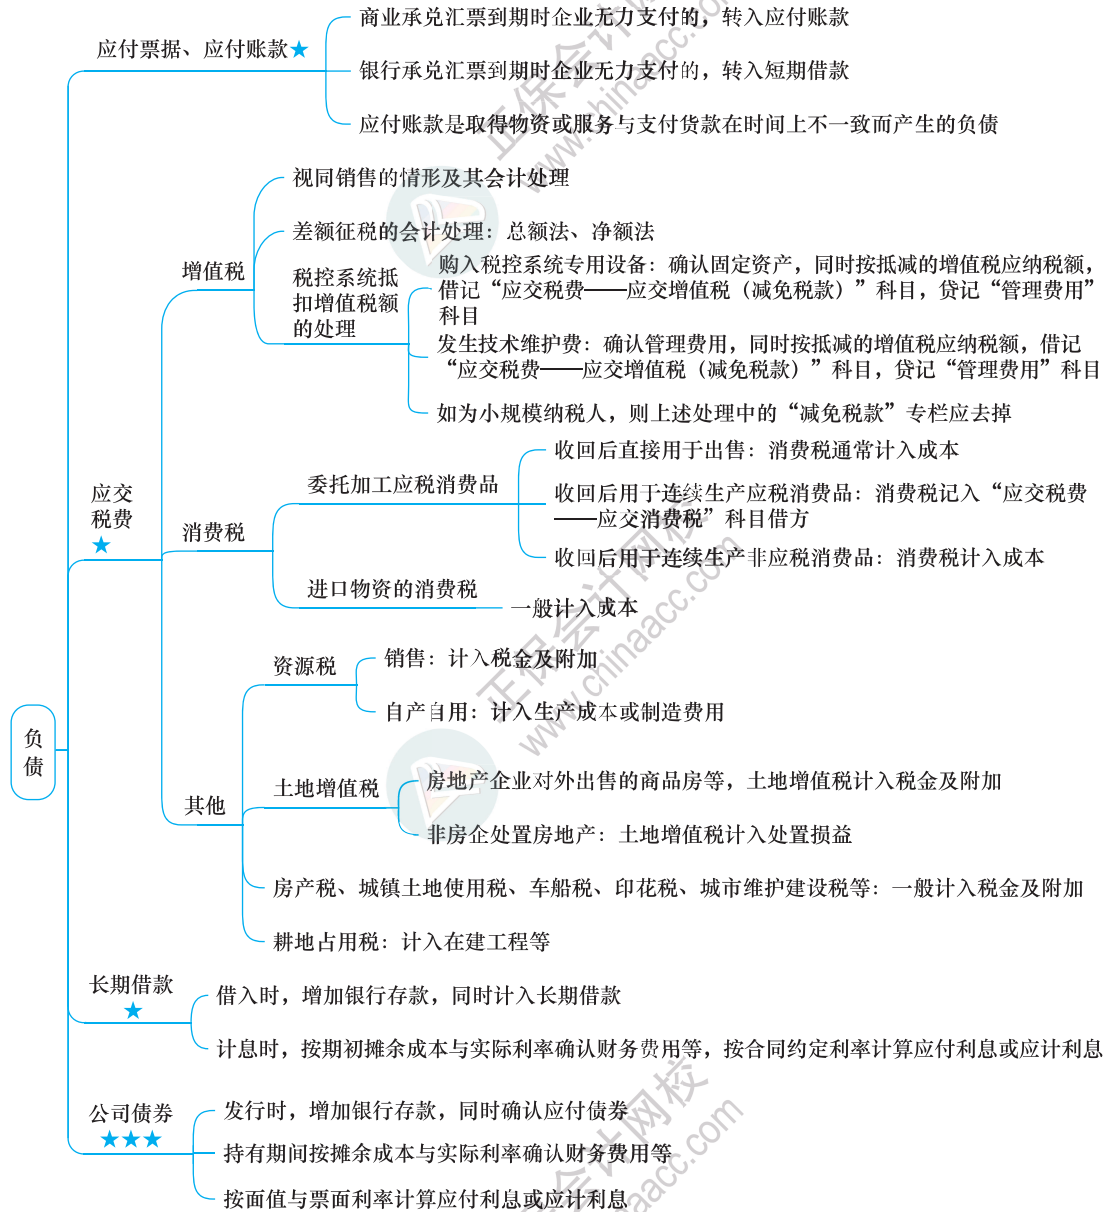 商业承兑汇票到期时企业无力支付的，转入应付账款
应付票据、应付账款★
银行承兑汇票到期时企业无力支付的，转入短期借款
应付账款是取得物资或服务与支付货款在时间上不一致而产生的负债
视同销售的情形及其会计处理
差额征税的会计处理：总额法、净额法
增值税
税控系统抵
扣增值税额
的处理
购入税控系统专用设备：确认固定资产，同时按抵减的增值税应纳税额，
借记“应交税费——应交增值税（减免税款）”科目，贷记“管理费用”
科目
发生技术维护费：确认管理费用，同时按抵减的增值税应纳税额，借记
“应交税费——应交增值税（减免税款）”科目，贷记“管理费用”科目
如为小规模纳税人，则上述处理中的“减免税款”专栏应去掉
应交
税费
★
消费税
委托加工应税消费品
收回后直接用于出售：消费税通常计入成本
收回后用于连续生产应税消费品：消费税记入“应交税费
——应交消费税”科目借方
收回后用于连续生产非应税消费品：消费税计入成本
进口物资的消费税
一般计入成本
资源税
销售：计入税金及附加
自产自用：计入生产成本或制造费用
负
债
其他
土地增值税
房地产企业对外出售的商品房等，土地增值税计入税金及附加
非房企处置房地产：土地增值税计入处置损益
房产税、城镇土地使用税、车船税、印花税、城市维护建设税等：一般计入税金及附加
耕地占用税：计入在建工程等
长期借款
★
借入时，增加银行存款，同时计入长期借款
计息时，按期初摊余成本与实际利率确认财务费用等，按合同约定利率计算应付利息或应计利息
公司债券
★★★
发行时，增加银行存款，同时确认应付债券
持有期间按摊余成本与实际利率确认财务费用等
按面值与票面利率计算应付利息或应计利息
正保会计网校
www.chinaacc.com
正保会计网校
www.chinaacc.com